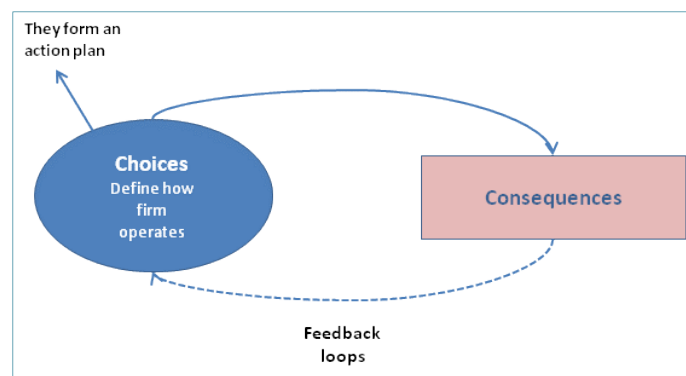 They form an
action plan
Choices
Define how
firm
operates
Consequences
Feedback
loops